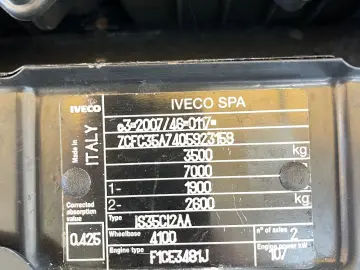 IVECO
IVECO SPA
Made in ITALY
e3*2007/46*0117*
ZCFC35A7405923159
3500 kg
7000 kg
1- 1900 kg
2- 2600 kg
Corrected absorption value
0.425
Type IS35CI2AA
n° of axles 2
Wheelbase 4100
Engine power kW
107
Engine type F1CE3481J